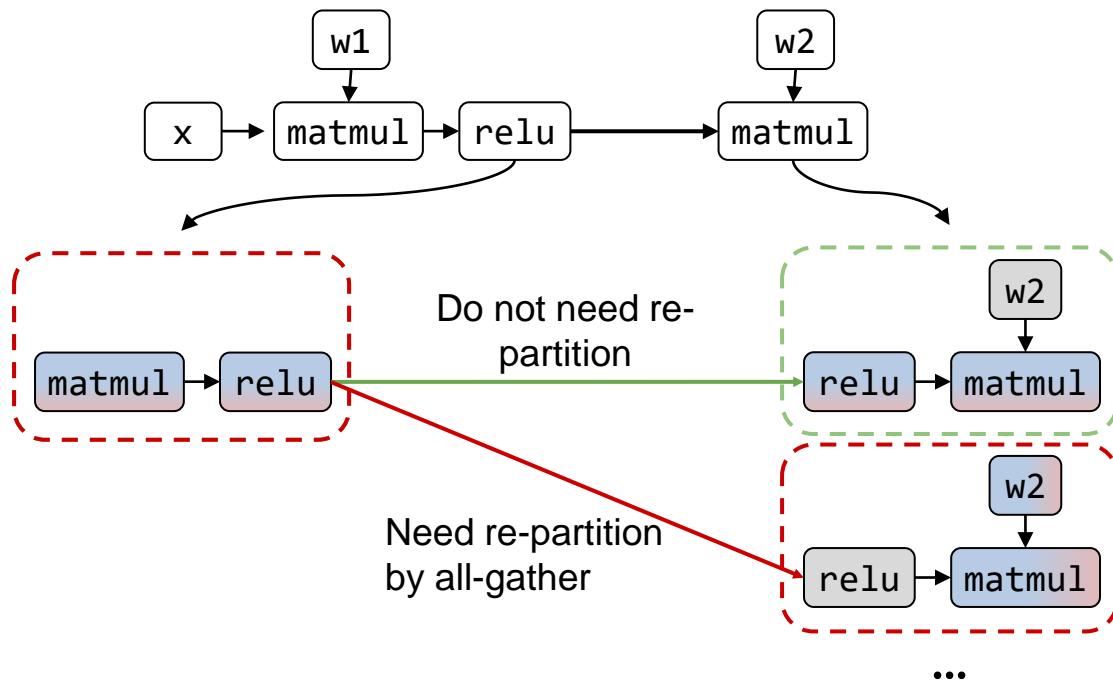 w1
w2
x
matmul
relu
matmul
w2
Do not need re-
partition
matmul
relu
relu
matmul
w2
Need re-partition
by all-gather
relu
matmul
...